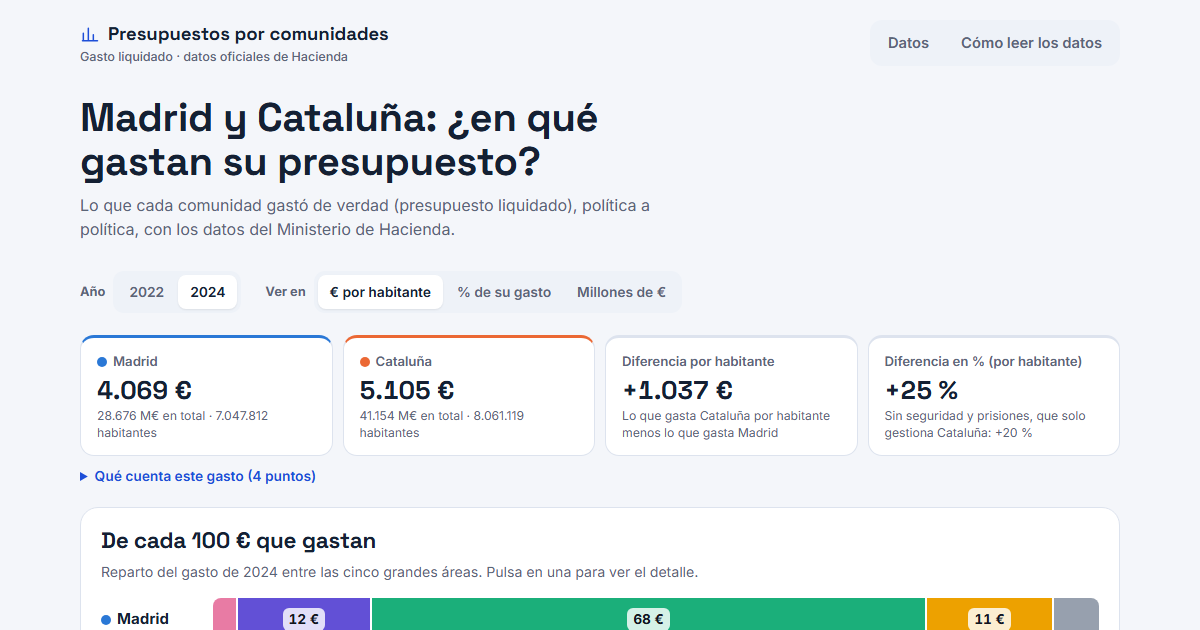 Presupuestos por comunidades
Gasto liquidado · datos oficiales de Hacienda
Datos
Cómo leer los datos
Madrid y Cataluña: ¿en qué
gastan su presupuesto?
Lo que cada comunidad gastó de verdad (presupuesto liquidado), política a
política, con los datos del Ministerio de Hacienda.
Año
2022
2024
Ver en
€ por habitante
% de su gasto
Millones de €
Madrid
4.069 €
28.676 M€ en total · 7.047.812
habitantes
Cataluña
5.105 €
41.154 M€ en total · 8.061.119
habitantes
Diferencia por habitante
+1.037 €
Lo que gasta Cataluña por habitante
menos lo que gasta Madrid
Diferencia en % (por habitante)
+25 %
Sin seguridad y prisiones, que solo
gestiona Cataluña: +20 %
Qué cuenta este gasto (4 puntos)
De cada 100 € que gastan
Reparto del gasto de 2024 entre las cinco grandes áreas. Pulsa en una para ver el detalle.
Madrid
12 €
68 €
11 €